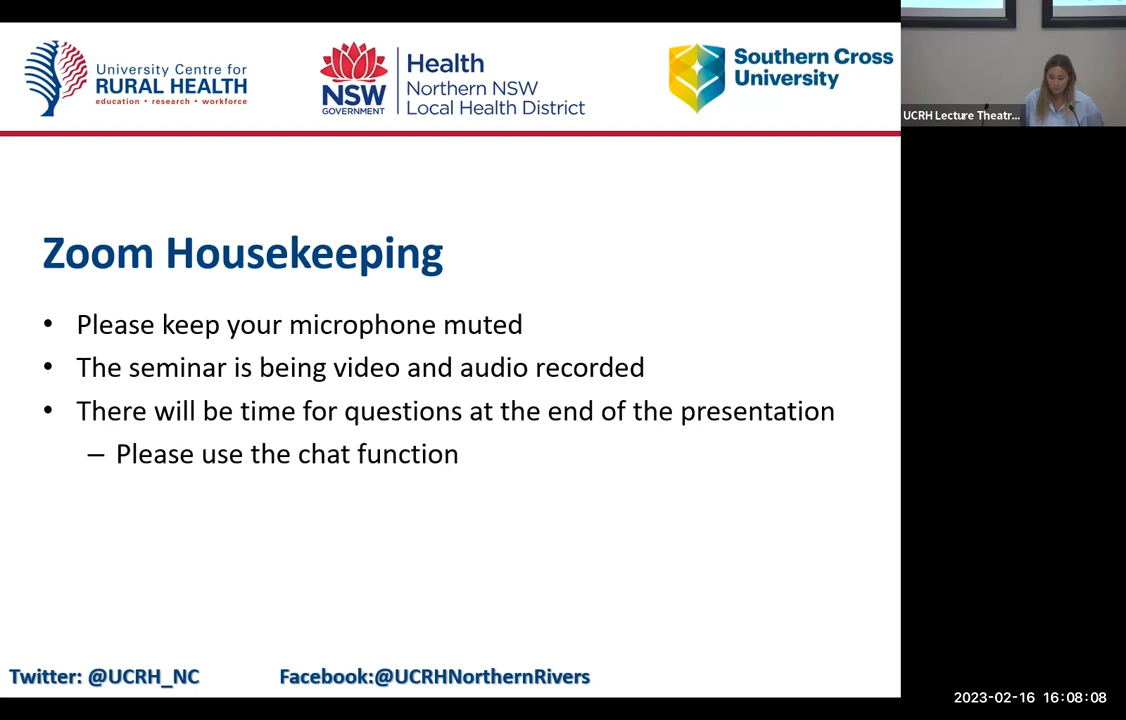 University Centre for
RURAL HEALTH
education • research • workforce
NSW
GOVERNMENT
Health
Northern NSW
Local Health District
Southern Cross
University
UCRH Lecture Theatr...
Zoom Housekeeping
• Please keep your microphone muted
• The seminar is being video and audio recorded
• There will be time for questions at the end of the presentation
– Please use the chat function
Twitter: @UCRH_NC
Facebook:@UCRHNorthernRivers
2023-02-16 16:08:08